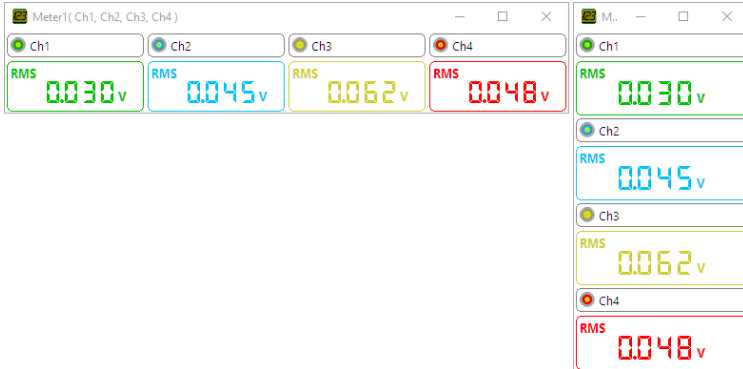 Meter1( Ch1, Ch2, Ch3, Ch4 )
Ch1 Ch2 Ch3 Ch4
RMS 0.030 V RMS 0.045 V RMS 0.062 V RMS 0.048 V
M..
Ch1
RMS 0.030 V
Ch2
RMS 0.045 V
Ch3
RMS 0.062 V
Ch4
RMS 0.048 V